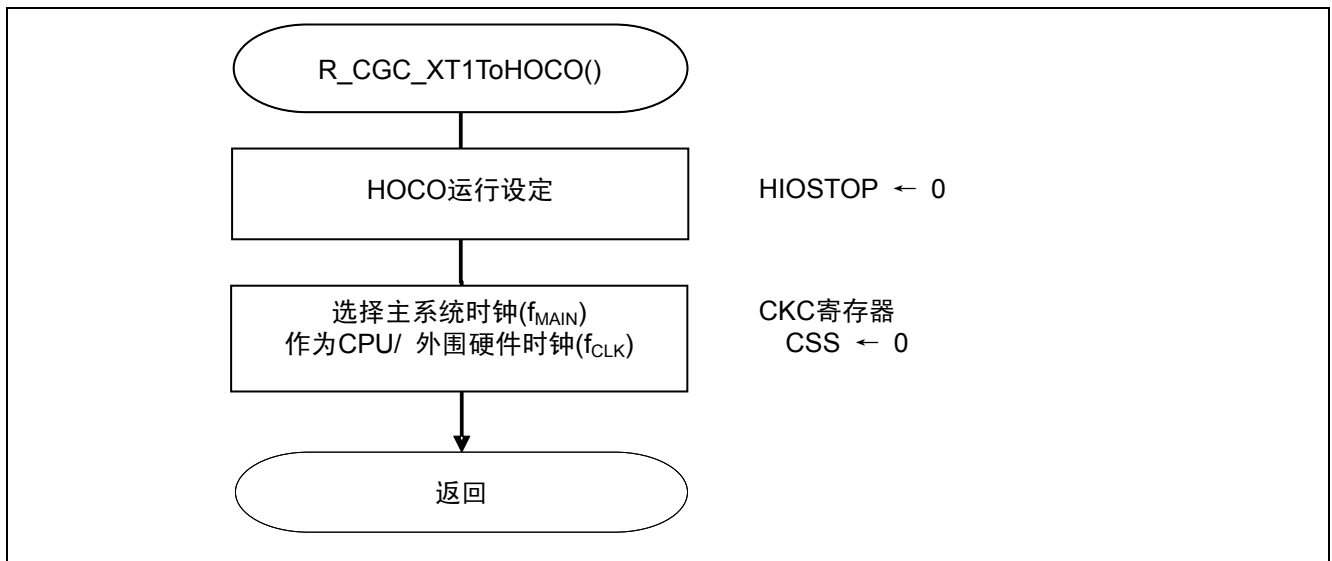 R_CGC_XT1ToHOCO()
HOCO运行设定
HIOSTOP ← 0
选择主系统时钟(fMAIN)
作为CPU/ 外围硬件时钟(fCLK)
CKC寄存器
CSS ← 0
返回